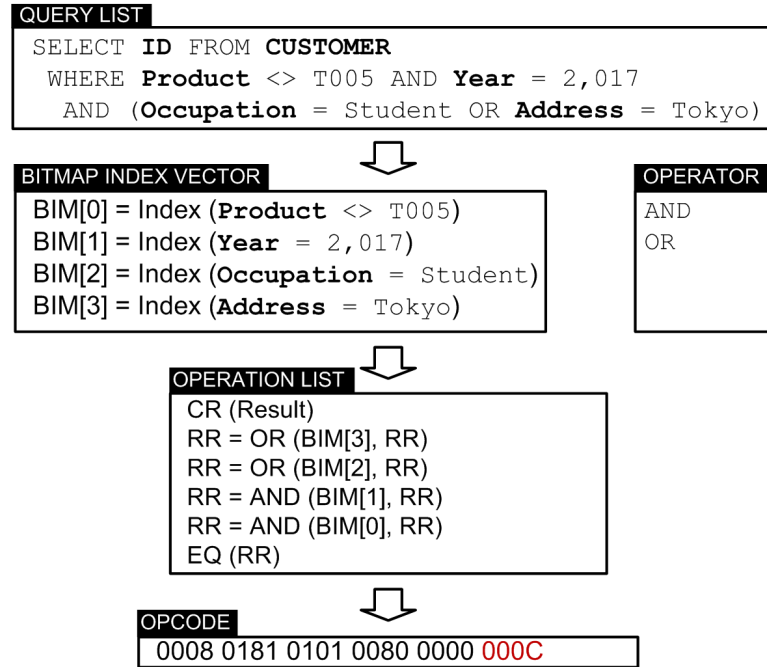 QUERY LIST
SELECT ID FROM CUSTOMER
WHERE Product <> T005 AND Year = 2,017
AND (Occupation = Student OR Address = Tokyo)
BITMAP INDEX VECTOR
BIM[0] = Index (Product <> T005)
BIM[1] = Index (Year = 2,017)
BIM[2] = Index (Occupation = Student)
BIM[3] = Index (Address = Tokyo)
OPERATOR
AND
OR
OPERATION LIST
CR (Result)
RR = OR (BIM[3], RR)
RR = OR (BIM[2], RR)
RR = AND (BIM[1], RR)
RR = AND (BIM[0], RR)
EQ (RR)
OPCODE
0008 0181 0101 0080 0000 000C